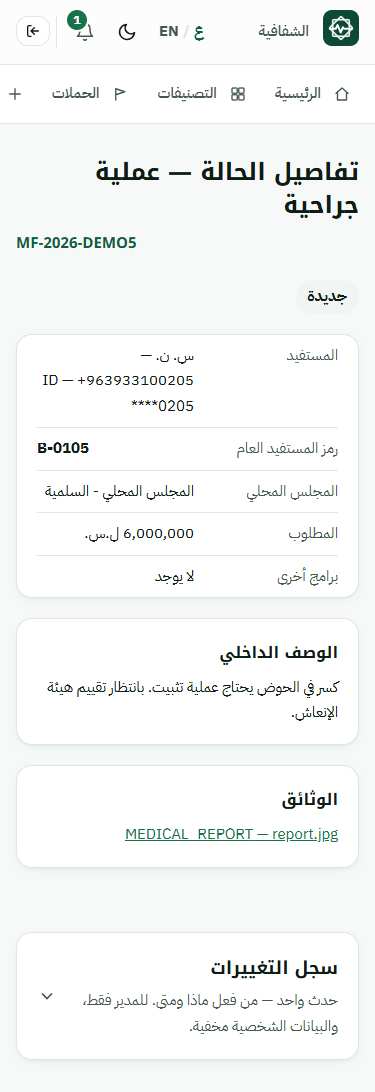 الشفافية
ع / EN
1
الرئيسية
التصنيفات
الحملات
تفاصيل الحالة — عملية
جراحية
MF-2026-DEMO5
جديدة
المستفيد
س. ن. —
ID — +963933100205
****0205
رمز المستفيد العام
B-0105
المجلس المحلي
المجلس المحلي - السلمية
المطلوب
6,000,000 ل.س.
برامج أخرى
لا يوجد
الوصف الداخلي
كسر في الحوض يحتاج عملية تثبيت. بانتظار تقييم هيئة
الإنعاش.
الوثائق
MEDICAL_REPORT — report.jpg
سجل التغييرات
حدث واحد — من فعل ماذا ومتى. للمدير فقط،
والبيانات الشخصية مخفية.